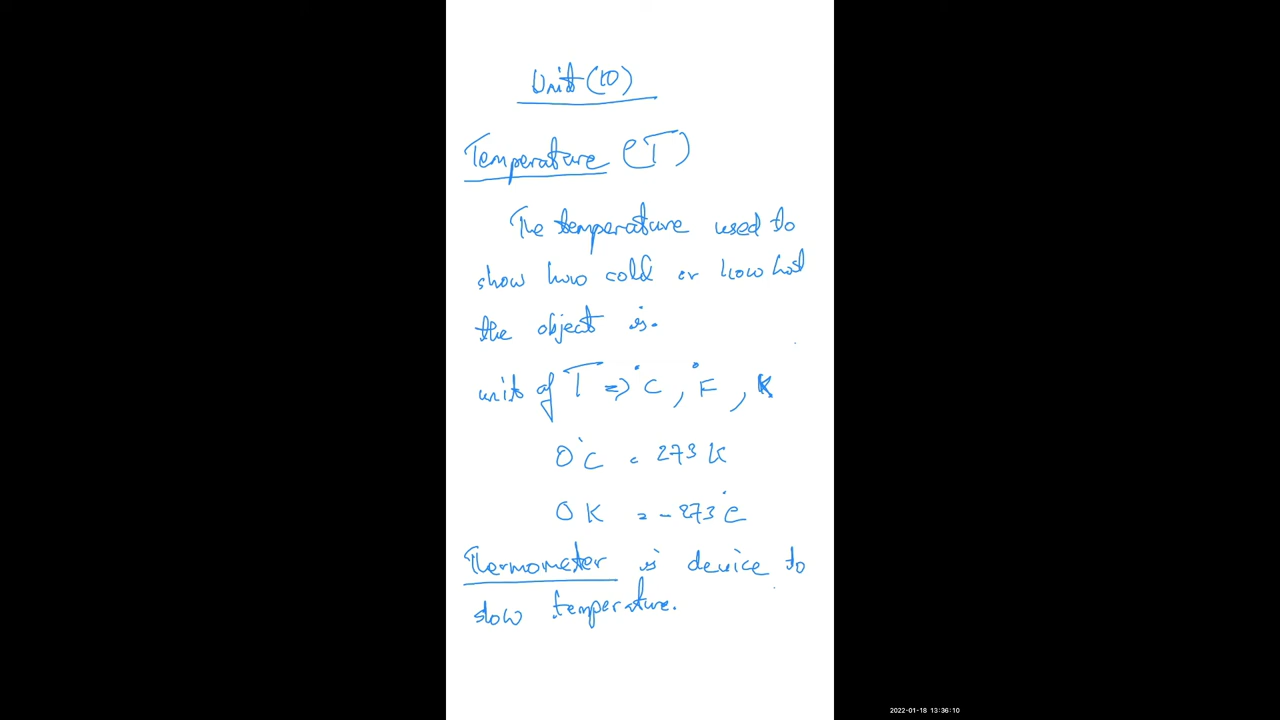 Unit (10)
Temperature (T)
The temperature used to
show how cold or how hot
the object is.
unit of T => °C, °F, K
0°C = 273 K
0 K = -273°C
Thermometer is device to
show temperature.
2022-01-18 13:36:10